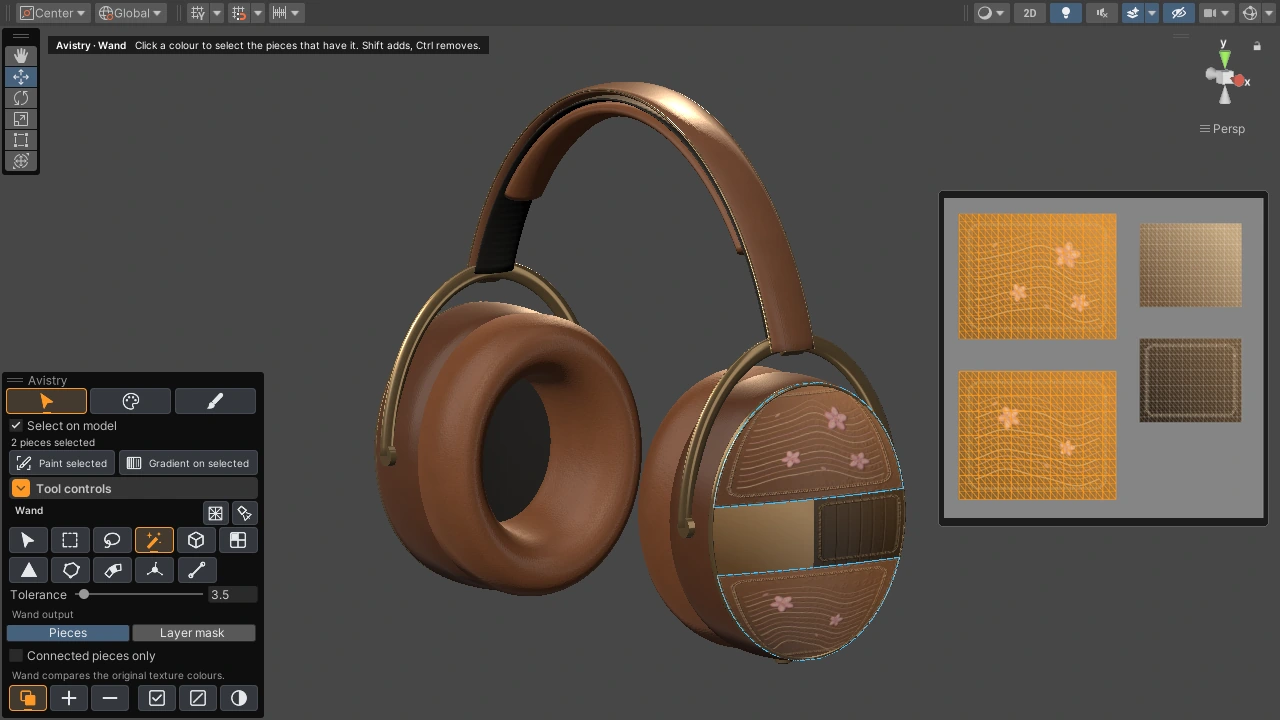 Center
Global
2D
Avistry · Wand Click a colour to select the pieces that have it. Shift adds, Ctrl removes.
y
x
Persp
Avistry
Select on model
2 pieces selected
Paint selected
Gradient on selected
Tool controls
Wand
Tolerance
3.5
Wand output
Pieces
Layer mask
Connected pieces only
Wand compares the original texture colours.